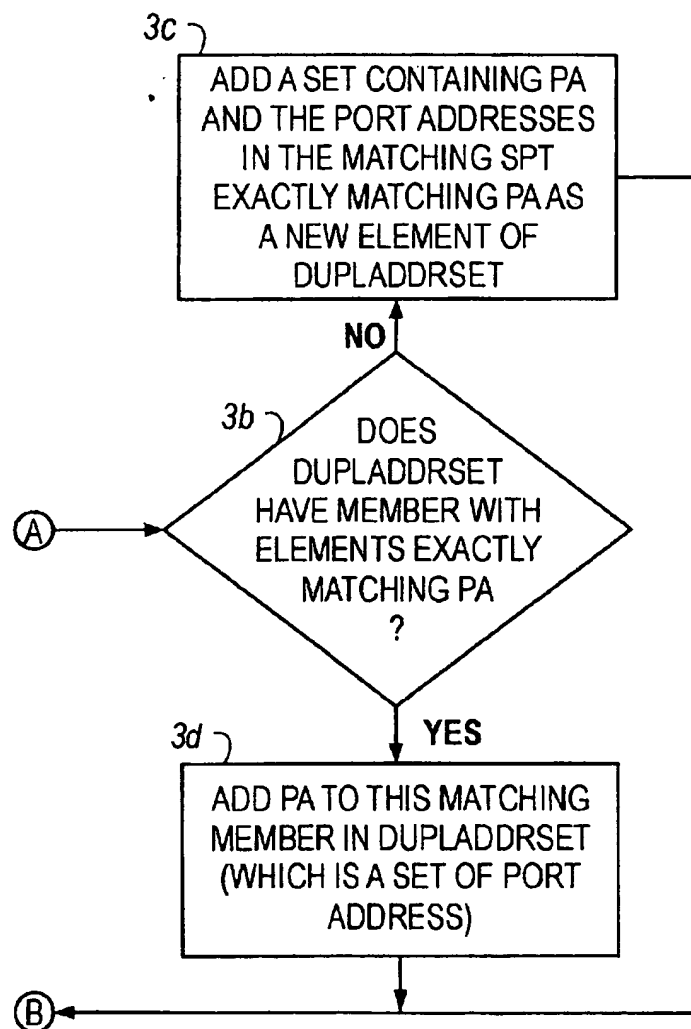 3c
ADD A SET CONTAINING PA
AND THE PORT ADDRESSES
IN THE MATCHING SPT
EXACTLY MATCHING PA AS
A NEW ELEMENT OF
DUPLADDRSET
NO
3b
DOES
DUPLADDRSET
HAVE MEMBER WITH
ELEMENTS EXACTLY
MATCHING PA
?
A
YES
3d
ADD PA TO THIS MATCHING
MEMBER IN DUPLADDRSET
(WHICH IS A SET OF PORT
ADDRESS)
B